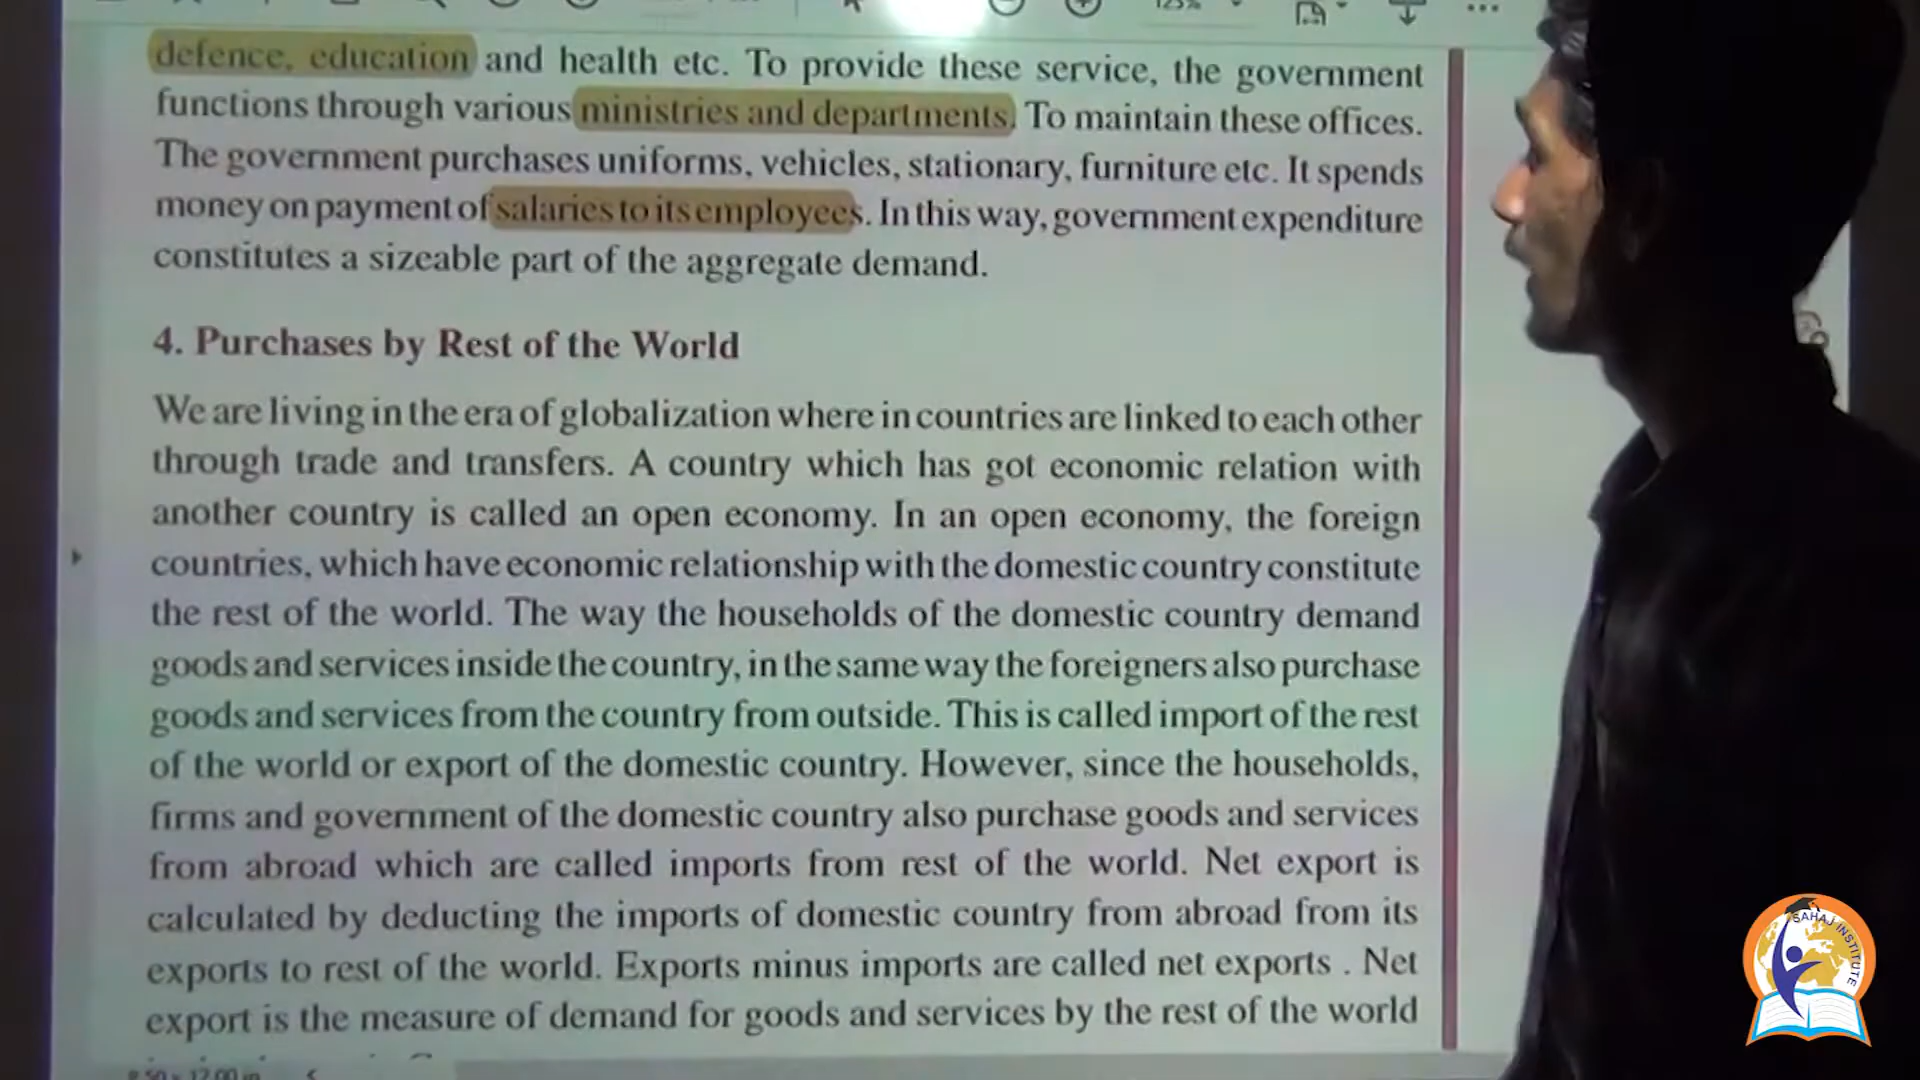 125%
defence, education and health etc. To provide these service, the government
functions through various ministries and departments. To maintain these offices.
The government purchases uniforms, vehicles, stationary, furniture etc. It spends
money on payment of salaries to its employees. In this way, government expenditure
constitutes a sizeable part of the aggregate demand.
4. Purchases by Rest of the World
We are living in the era of globalization where in countries are linked to each other
through trade and transfers. A country which has got economic relation with
another country is called an open economy. In an open economy, the foreign
countries, which have economic relationship with the domestic country constitute
the rest of the world. The way the households of the domestic country demand
goods and services inside the country, in the same way the foreigners also purchase
goods and services from the country from outside. This is called import of the rest
of the world or export of the domestic country. However, since the households,
firms and government of the domestic country also purchase goods and services
from abroad which are called imports from rest of the world. Net export is
calculated by deducting the imports of domestic country from abroad from its
exports to rest of the world. Exports minus imports are called net exports . Net
export is the measure of demand for goods and services by the rest of the world
8.50 x 12.00 in
SAHAJ INSTITUTE